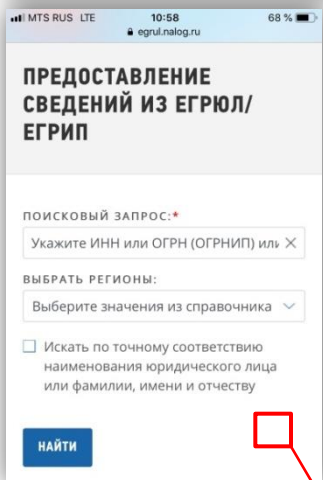 MTS RUS LTE 10:58 68 %
egrul.nalog.ru
ПРЕДОСТАВЛЕНИЕ
СВЕДЕНИЙ ИЗ ЕГРЮЛ/
ЕГРИП
ПОИСКОВЫЙ ЗАПРОС:*
Укажите ИНН или ОГРН (ОГРНИП) или
ВЫБРАТЬ РЕГИОНЫ:
Выберите значения из справочника
Искать по точному соответствию
наименования юридического лица
или фамилии, имени и отчеству
НАЙТИ